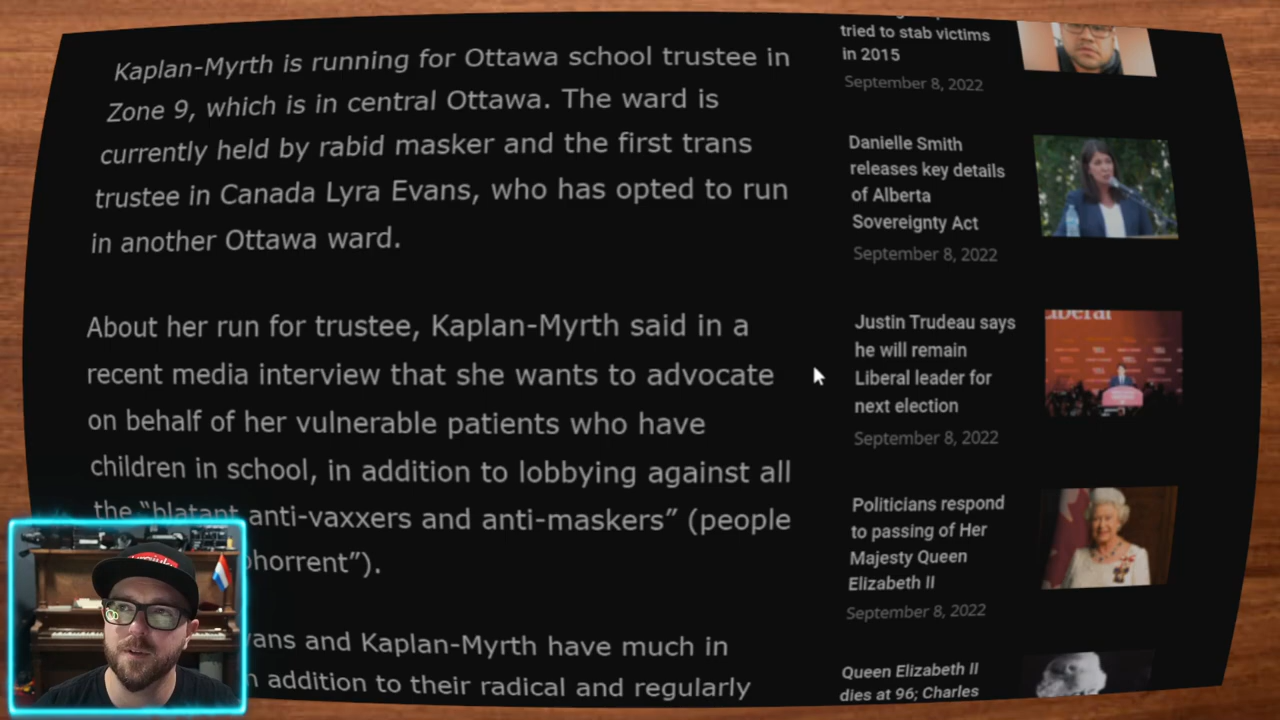 Kaplan-Myrth is running for Ottawa school trustee in
Zone 9, which is in central Ottawa. The ward is
currently held by rabid masker and the first trans
trustee in Canada Lyra Evans, who has opted to run
in another Ottawa ward.
About her run for trustee, Kaplan-Myrth said in a
recent media interview that she wants to advocate
on behalf of her vulnerable patients who have
children in school, in addition to lobbying against all
the “blatant anti-vaxxers and anti-maskers” (people
vans and Kaplan-Myrth have much in
addition to their radical and regularly
tried to stab victims
in 2015
September 8, 2022
Danielle Smith
releases key details
of Alberta
Sovereignty Act
September 8, 2022
Justin Trudeau says
he will remain
Liberal leader for
next election
September 8, 2022
Politicians respond
to passing of Her
Majesty Queen
Elizabeth II
September 8, 2022
Queen Elizabeth II
dies at 96; Charles